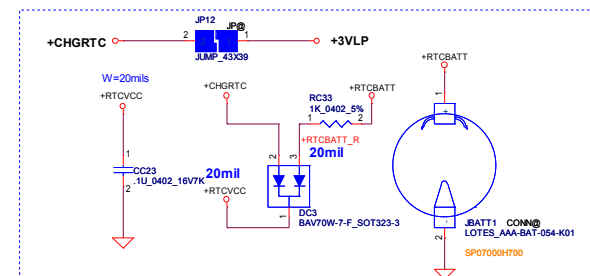 JP12
JP@
+CHGRTC
2
1
+3VLP
JUMP_43X39
W=20mils
+RTCVCC
1
CC23
.1U_0402_16V7K
2
+CHGRTC
RC33
1K_0402_5%
+RTCBATT
1
2
+RTCBATT_R
20mil
20mil
2
3
+RTCVCC
1
DC3
BAV70W-7-F_SOT323-3
+RTCBATT
1
+
-
2
JBATT1 CONN@
LOTES_AAA-BAT-054-K01
SP07000H700